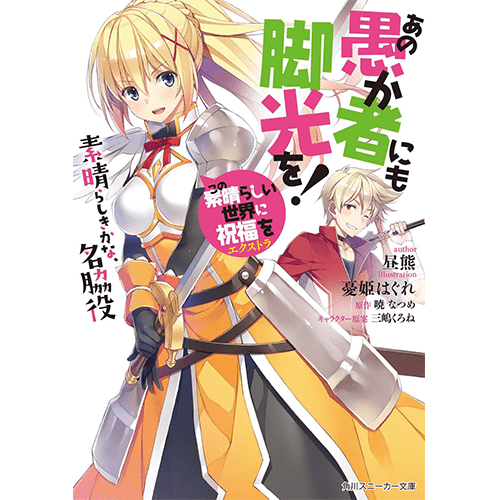 あの
愚か者にも
脚光を!
この
素晴らしい
世界に
祝福を
エクストラ
素晴らしきかな、名脇役
author
昼熊
illustration
憂姫はぐれ
原作 暁 なつめ
キャラクター原案 三嶋くろね
角川スニーカー文庫